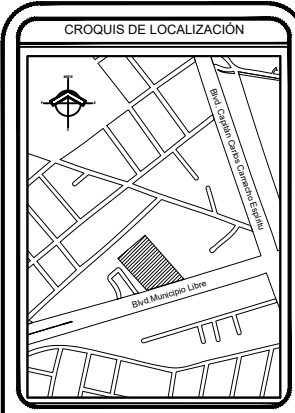 CROQUIS DE LOCALIZACIÓN
Blvd. Capitán Carlos Camacho Espíritu
Blvd.Municipio Libre